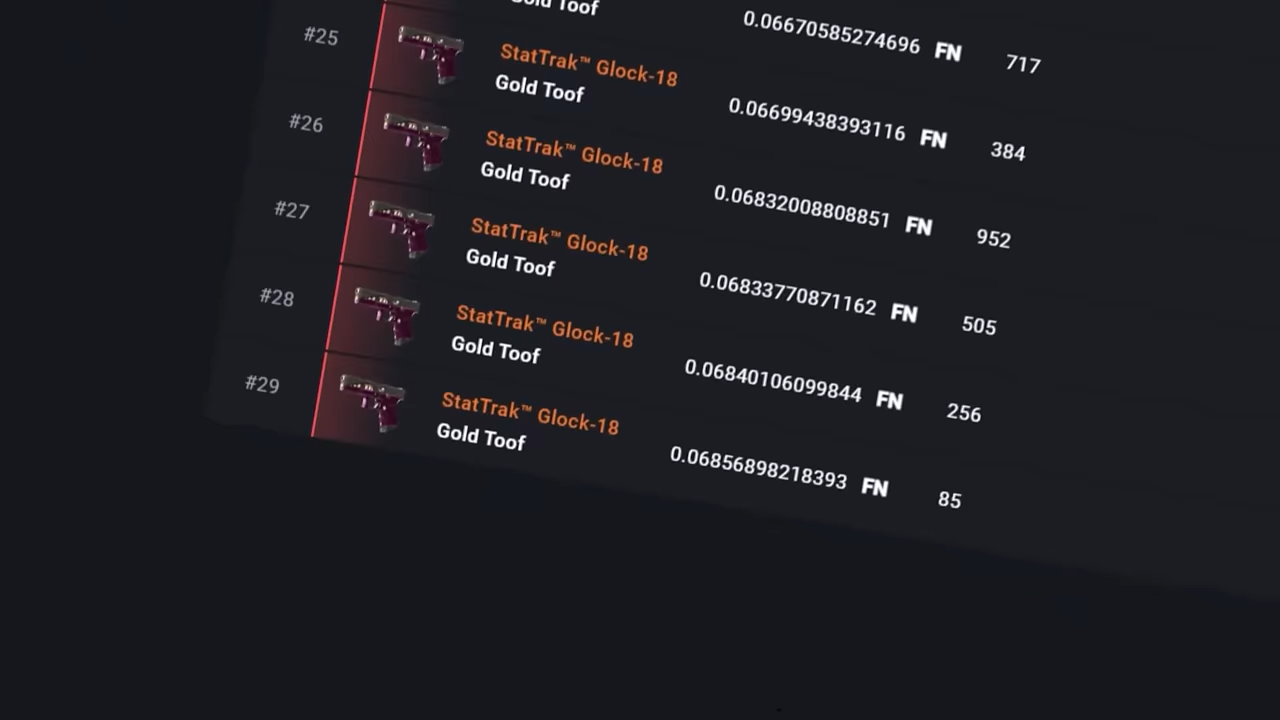 Gold Toof
0.06670585274696 FN 717
#25
StatTrak™ Glock-18
Gold Toof
0.06699438393116 FN 384
#26
StatTrak™ Glock-18
Gold Toof
0.06832008808851 FN 952
#27
StatTrak™ Glock-18
Gold Toof
0.06833770871162 FN 505
#28
StatTrak™ Glock-18
Gold Toof
0.06840106099844 FN 256
#29
StatTrak™ Glock-18
Gold Toof
0.06856898218393 FN 85